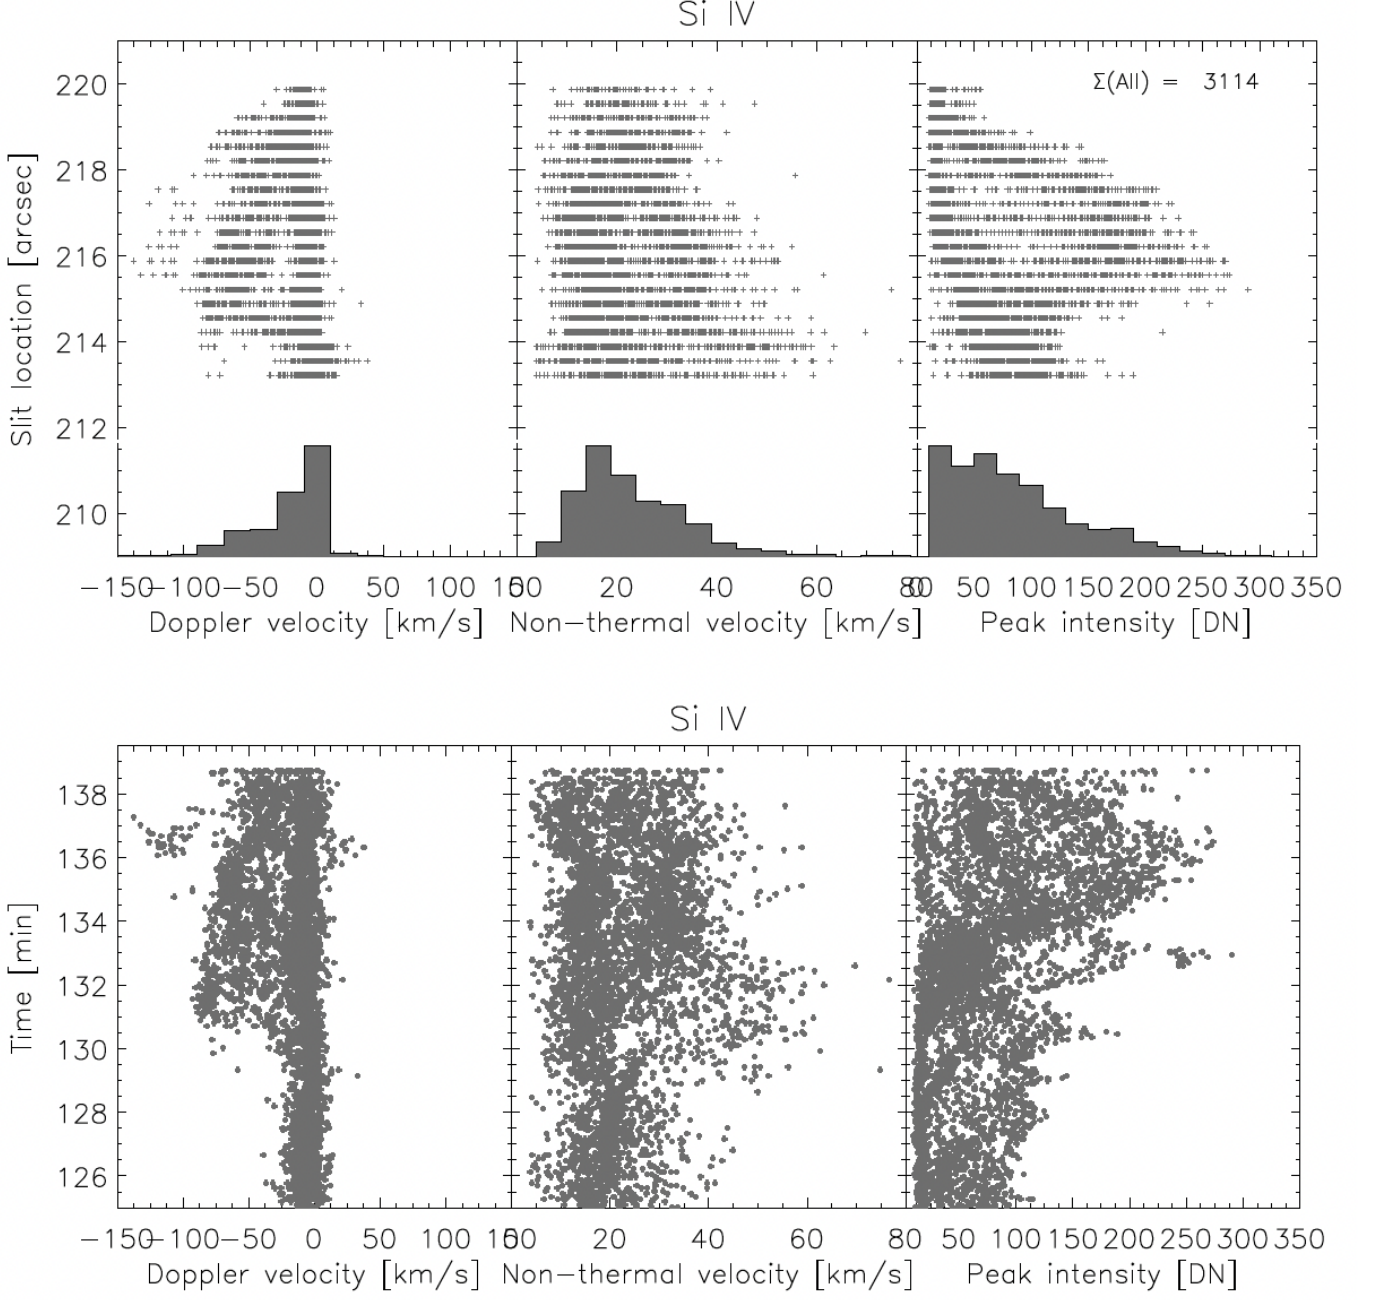 Si IV
Σ(All) = 3114
220
218
216
214
212
210
Slit location [arcsec]
−150 −100 −50 0 50 100 150
0 20 40 60 80
0 50 100 150 200 250 300 350
Doppler velocity [km/s] Non−thermal velocity [km/s] Peak intensity [DN]
Si IV
138
136
134
132
130
128
126
Time [min]
−150 −100 −50 0 50 100 150
0 20 40 60 80
0 50 100 150 200 250 300 350
Doppler velocity [km/s] Non−thermal velocity [km/s] Peak intensity [DN]